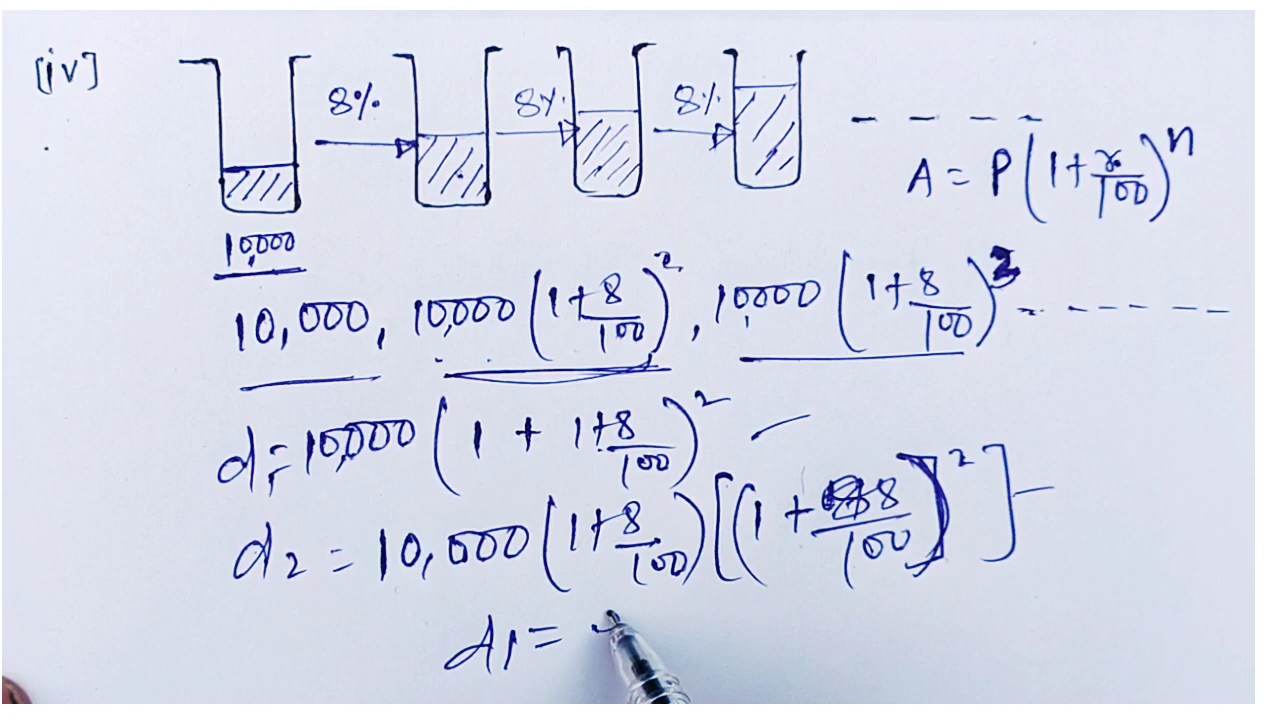 (iv)
8% 8% 8% - - - -
A = P(1+r/100)^n
10,000
10,000, 10,000(1+8/100)^2, 10,000(1+8/100)^3 - - - - - -
d1 = 10,000(1 + 1+8/100)^2 -
d2 = 10,000(1+8/100)[(1+8/100)^2] -
d1 =